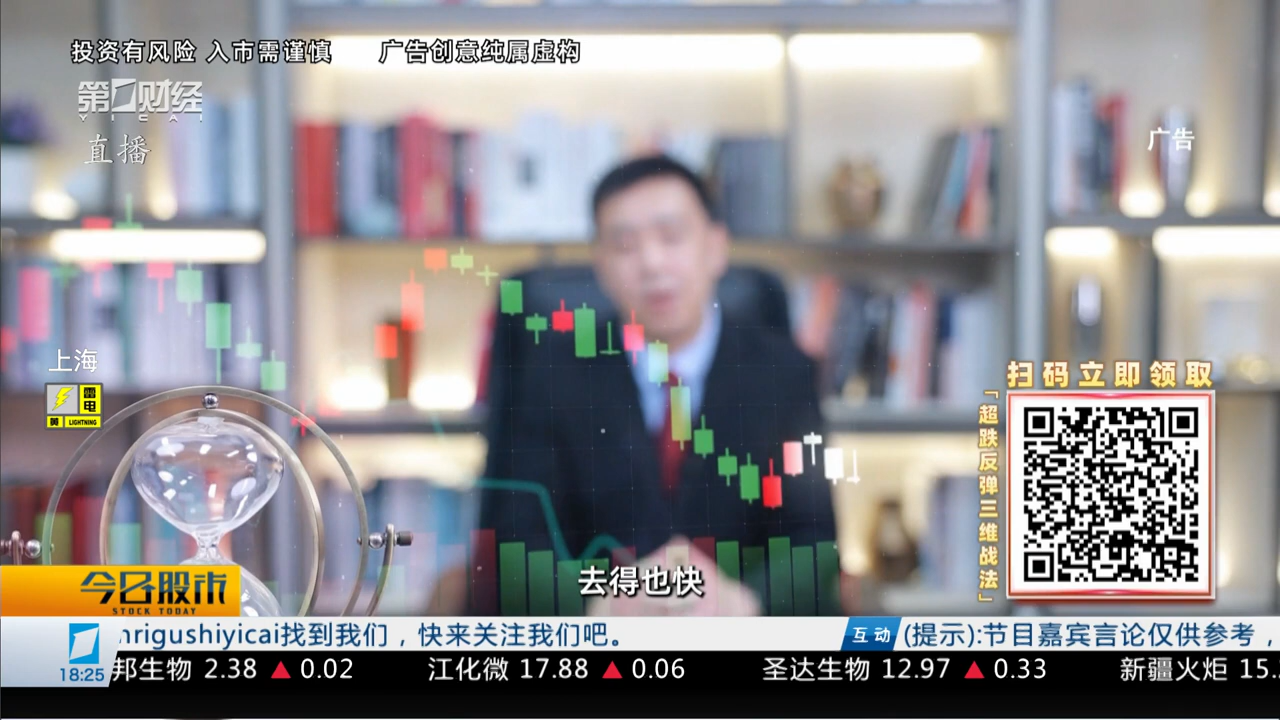 投资有风险 入市需谨慎 广告创意纯属虚构
第一财经
YICAI
直播
广告
上海
雷电
黄 LIGHTNING
扫码立即领取
「超跌反弹三维战法」
去得也快
今日股市
STOCK TODAY
nrigushiyicai找到我们，快来关注我们吧。
互动
(提示):节目嘉宾言论仅供参考，
18:25
邦生物 2.38 ▲ 0.02 江化微 17.88 ▲ 0.06 圣达生物 12.97 ▲ 0.33 新疆火炬 15.